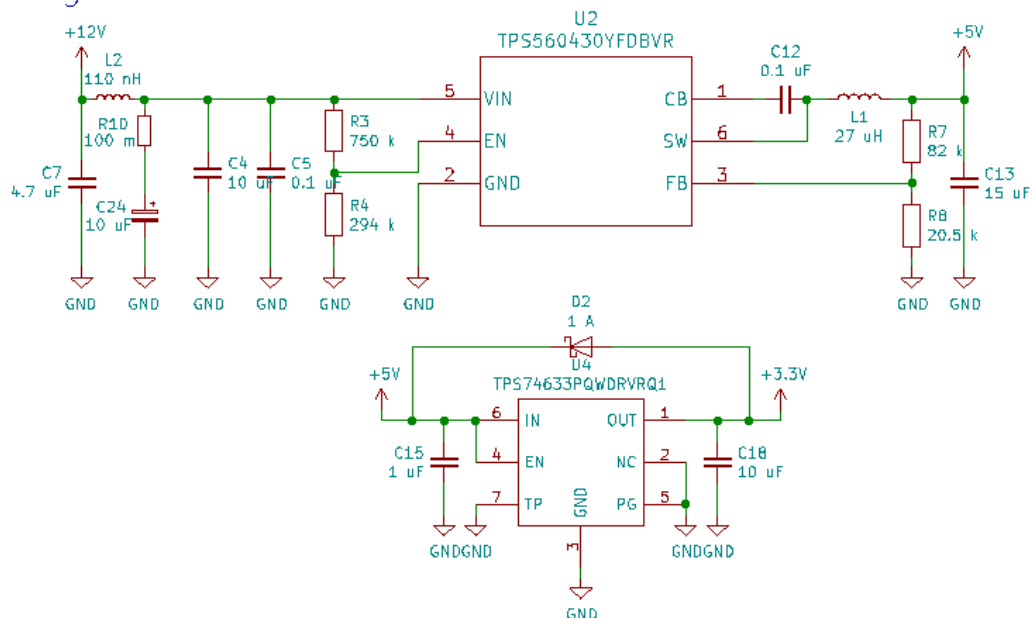 U2
TPS560430YFDBVR
+12V
L2
110 nH
R10
100 m
C7
4.7 uF
C24
10 uF
+
C4
10 uF
C5
0.1 uF
R3
750 k
R4
294 k
5
VIN
4
EN
2
GND
CB
1
SW
6
FB
3
C12
0.1 uF
L1
27 uH
+5V
R7
82 k
R8
20.5 k
C13
15 uF
GND
GND
GND
GND
GND
GND
GND
GND
D2
1 A
U4
TPS74633PQWDRVRQ1
+5V
+3.3V
6
IN
4
EN
7
TP
OUT
1
NC
2
PG
5
GND
3
C15
1 uF
C18
10 uF
GND
GND
GND
GND
GND